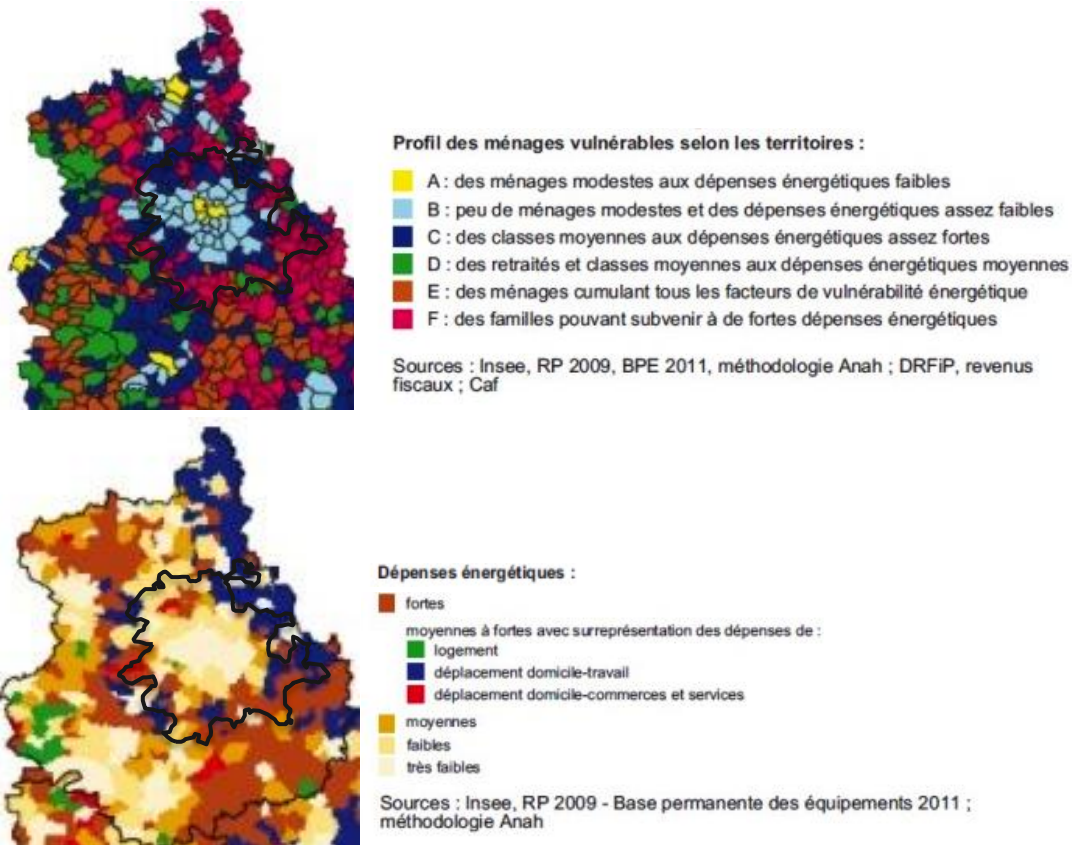 Profil des ménages vulnérables selon les territoires :
A : des ménages modestes aux dépenses énergétiques faibles
B : peu de ménages modestes et des dépenses énergétiques assez faibles
C : des classes moyennes aux dépenses énergétiques assez fortes
D : des retraités et classes moyennes aux dépenses énergétiques moyennes
E : des ménages cumulant tous les facteurs de vulnérabilité énergétique
F : des familles pouvant subvenir à de fortes dépenses énergétiques
Sources : Insee, RP 2009, BPE 2011, méthodologie Anah ; DRFiP, revenus
fiscaux ; Caf
Dépenses énergétiques :
fortes
moyennes à fortes avec surreprésentation des dépenses de :
logement
déplacement domicile-travail
déplacement domicile-commerces et services
moyennes
faibles
très faibles
Sources : Insee, RP 2009 - Base permanente des équipements 2011 ;
méthodologie Anah